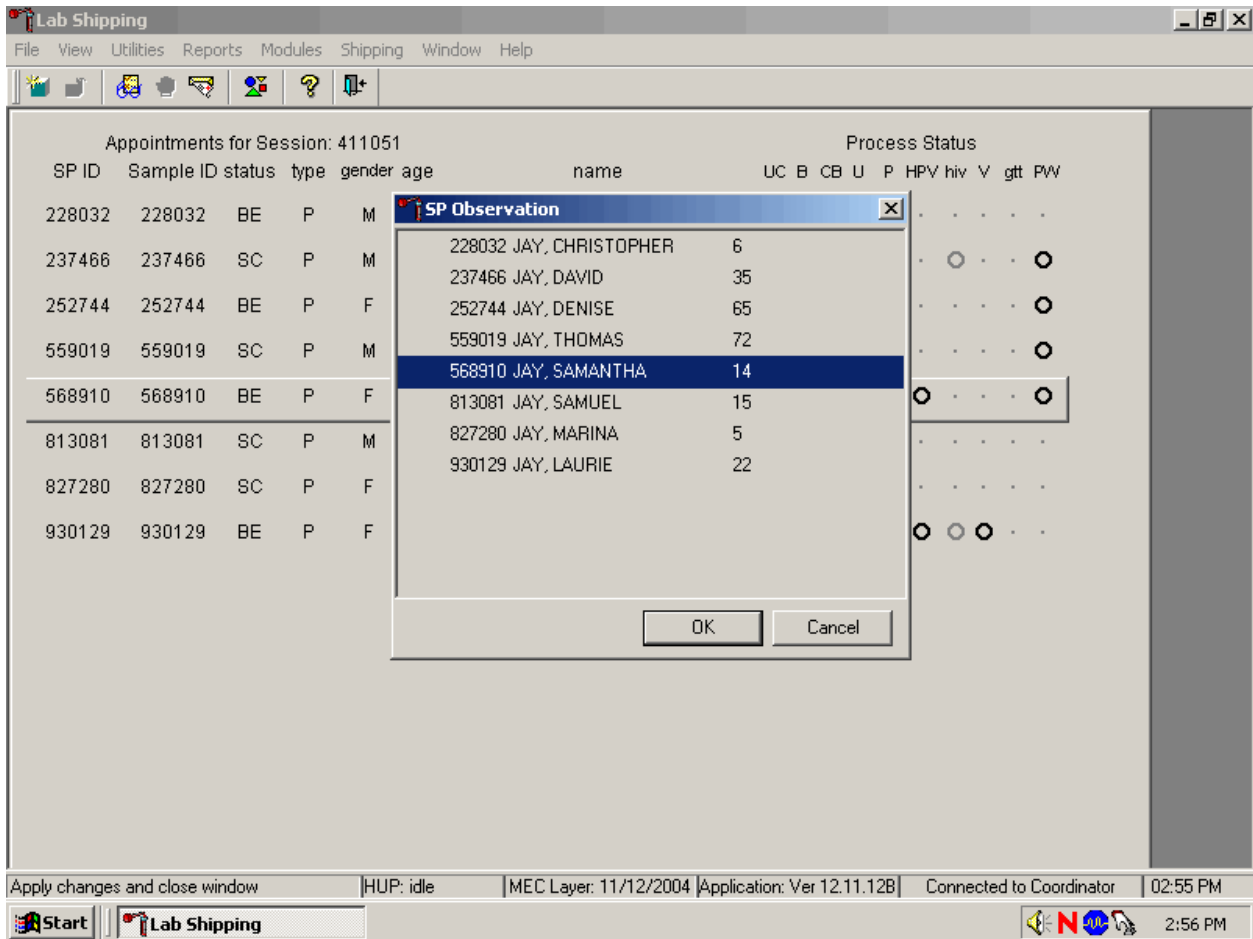 Lab Shipping
File View Utilities Reports Modules Shipping Window Help
Appointments for Session: 411051 Process Status
SP ID Sample ID status type gender age name UC B CB U P HPV hiv V gtt PW
228032 228032 BE P M
237466 237466 SC P M
252744 252744 BE P F
559019 559019 SC P M
568910 568910 BE P F
813081 813081 SC P M
827280 827280 SC P F
930129 930129 BE P F
SP Observation
228032 JAY, CHRISTOPHER 6
237466 JAY, DAVID 35
252744 JAY, DENISE 65
559019 JAY, THOMAS 72
568910 JAY, SAMANTHA 14
813081 JAY, SAMUEL 15
827280 JAY, MARINA 5
930129 JAY, LAURIE 22
OK Cancel
Apply changes and close window HUP: idle MEC Layer: 11/12/2004 Application: Ver 12.11.12B Connected to Coordinator 02:55 PM
Start Lab Shipping N 2:56 PM